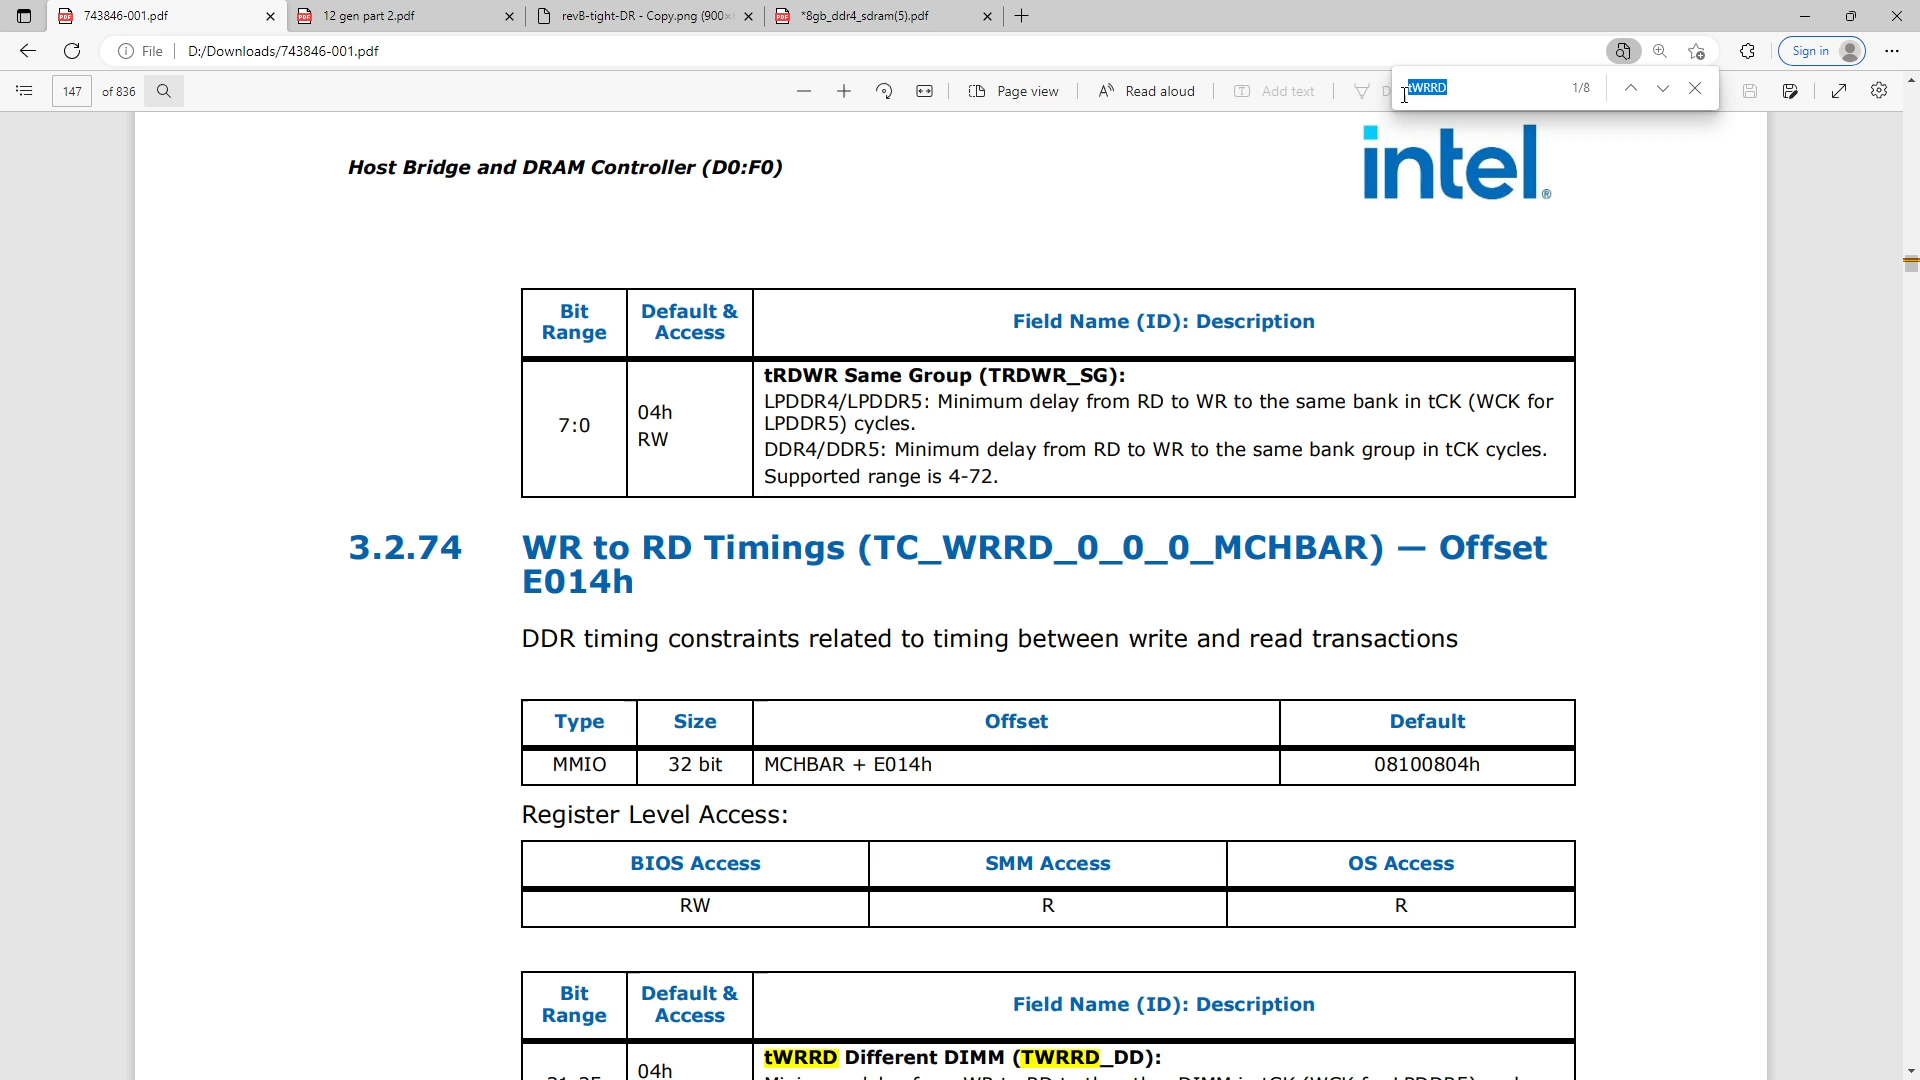 743846-001.pdf
12 gen part 2.pdf
revB-tight-DR - Copy.png (900×
*8gb_ddr4_sdram(5).pdf
File
D:/Downloads/743846-001.pdf
Sign in
147
of 836
Page view
Read aloud
Add text
D
tWRRD
1/8
Host Bridge and DRAM Controller (D0:F0)
intel®
Bit Range
Default & Access
Field Name (ID): Description
7:0
04h
RW
tRDWR Same Group (TRDWR_SG):
LPDDR4/LPDDR5: Minimum delay from RD to WR to the same bank in tCK (WCK for
LPDDR5) cycles.
DDR4/DDR5: Minimum delay from RD to WR to the same bank group in tCK cycles.
Supported range is 4-72.
3.2.74 WR to RD Timings (TC_WRRD_0_0_0_MCHBAR) — Offset
E014h
DDR timing constraints related to timing between write and read transactions
Type Size Offset Default
MMIO 32 bit MCHBAR + E014h 08100804h
Register Level Access:
BIOS Access SMM Access OS Access
RW R R
Bit Range
Default & Access
Field Name (ID): Description
04h
tWRRD Different DIMM (TWRRD_DD):